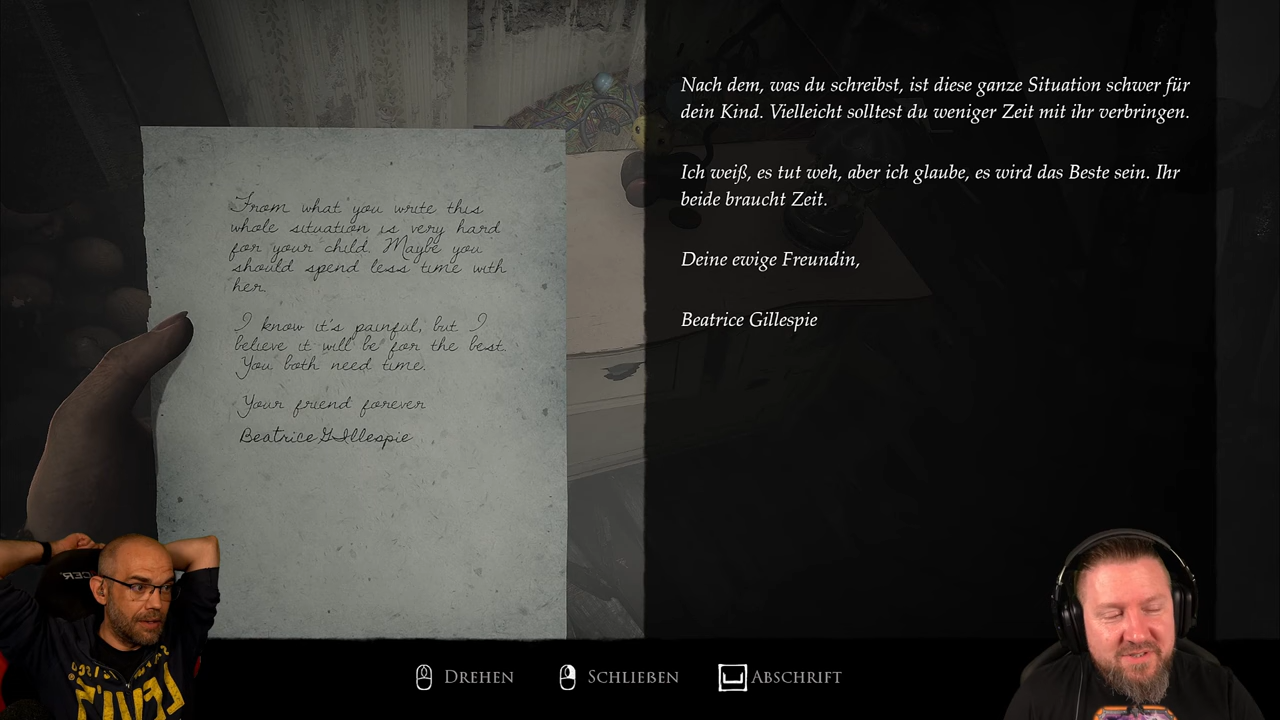 From what you write this
whole situation is very hard
for your child. Maybe you
should spend less time with
her.
I know it's painful, but I
believe it will be for the best.
You both need time.
Your friend forever
Beatrice Gillespie
Nach dem, was du schreibst, ist diese ganze Situation schwer für
dein Kind. Vielleicht solltest du weniger Zeit mit ihr verbringen.
Ich weiß, es tut weh, aber ich glaube, es wird das Beste sein. Ihr
beide braucht Zeit.
Deine ewige Freundin,
Beatrice Gillespie
DREHEN
SCHLIEßEN
ABSCHRIFT